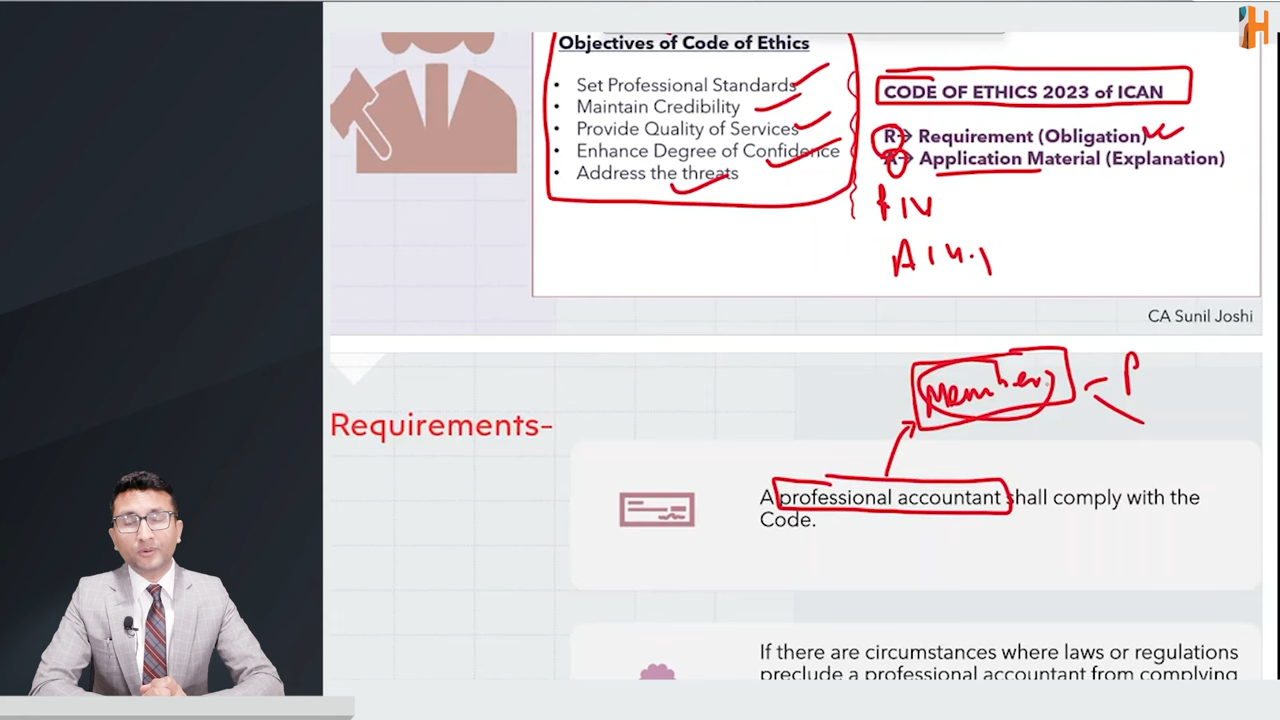 Objectives of Code of Ethics
• Set Professional Standards
• Maintain Credibility
• Provide Quality of Services
• Enhance Degree of Confidence
• Address the threats
CODE OF ETHICS 2023 of ICAN
R→ Requirement (Obligation)
A→ Application Material (Explanation)
CA Sunil Joshi
Members
P
Requirements-
A professional accountant shall comply with the
Code.
If there are circumstances where laws or regulations
preclude a professional accountant from complying
H